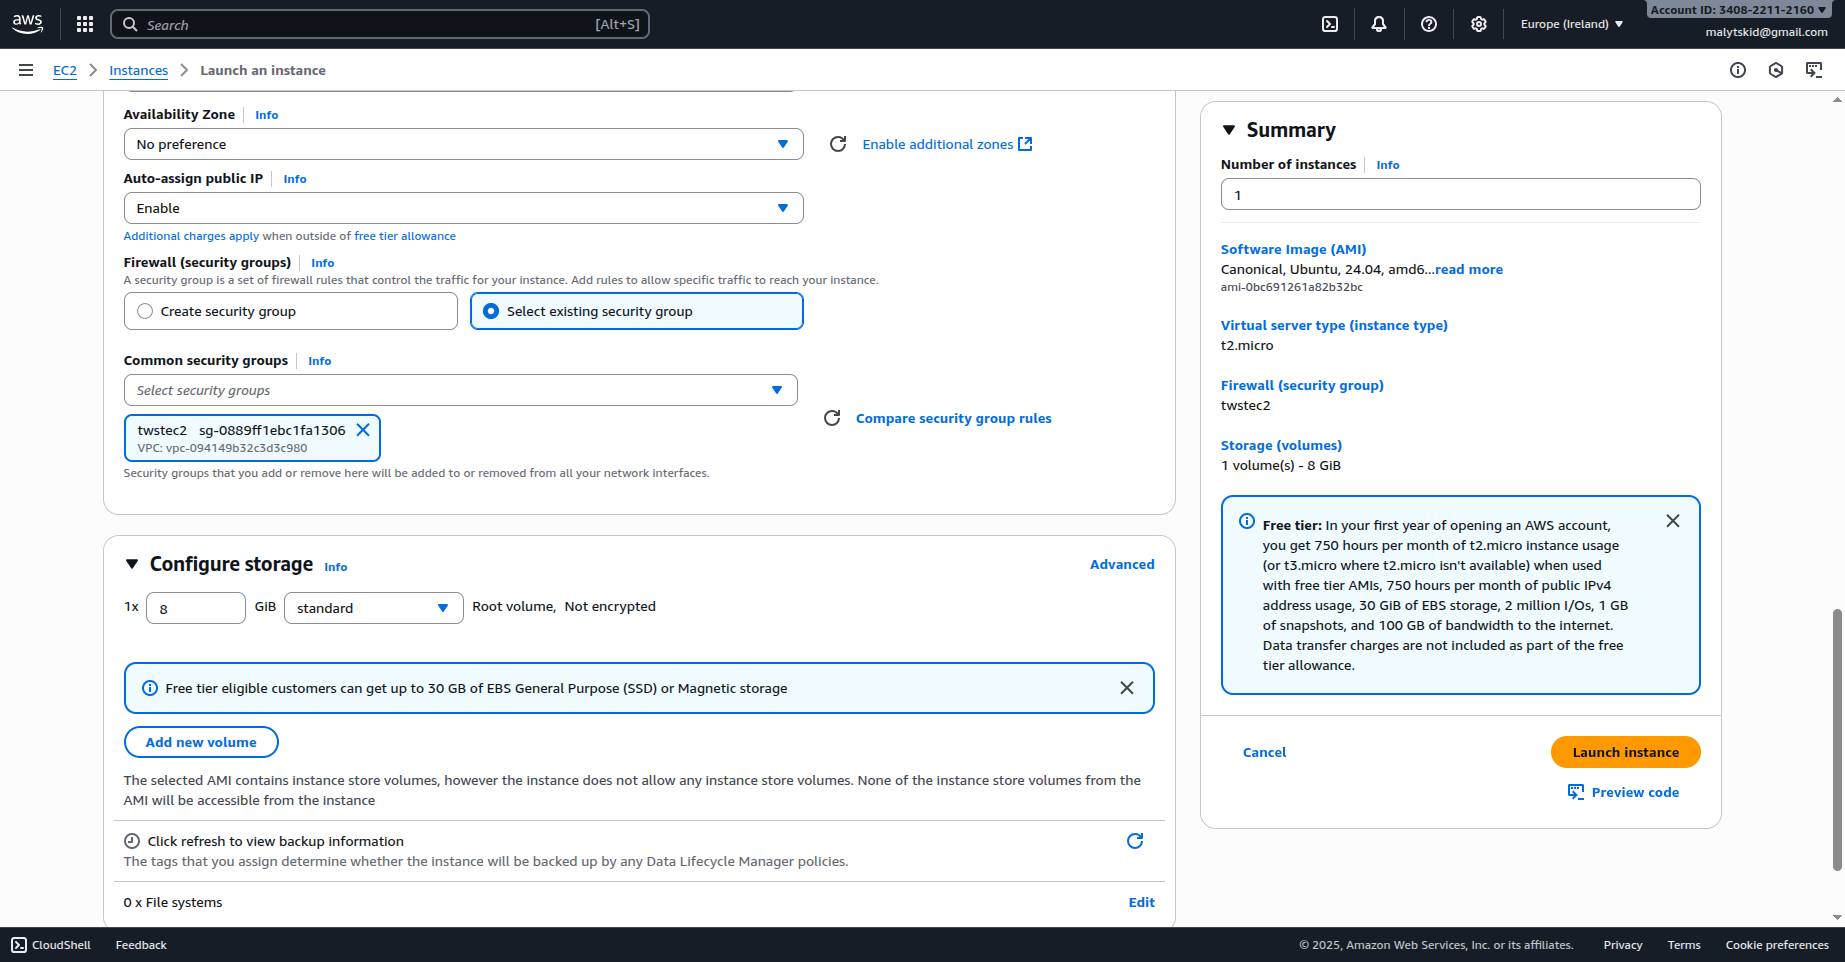 aws
Search
[Alt+S]
Europe (Ireland)
Account ID: 3408-2211-2160
malytskid@gmail.com
EC2
Instances
Launch an instance
Availability Zone
Info
No preference
Enable additional zones
Auto-assign public IP
Info
Enable
Additional charges apply when outside of free tier allowance
Firewall (security groups)
Info
A security group is a set of firewall rules that control the traffic for your instance. Add rules to allow specific traffic to reach your instance.
Create security group
Select existing security group
Common security groups
Info
Select security groups
twstec2 sg-0889ff1ebc1fa1306
VPC: vpc-094149b32c3d3c980
Compare security group rules
Security groups that you add or remove here will be added to or removed from all your network interfaces.
Configure storage
Info
Advanced
1x
8
GiB
standard
Root volume, Not encrypted
Free tier eligible customers can get up to 30 GB of EBS General Purpose (SSD) or Magnetic storage
Add new volume
The selected AMI contains instance store volumes, however the instance does not allow any instance store volumes. None of the instance store volumes from the
AMI will be accessible from the instance
Click refresh to view backup information
The tags that you assign determine whether the instance will be backed up by any Data Lifecycle Manager policies.
0 x File systems
Edit
Summary
Number of instances
Info
1
Software Image (AMI)
Canonical, Ubuntu, 24.04, amd6...read more
ami-0bc691261a82b32bc
Virtual server type (instance type)
t2.micro
Firewall (security group)
twstec2
Storage (volumes)
1 volume(s) - 8 GiB
Free tier: In your first year of opening an AWS account,
you get 750 hours per month of t2.micro instance usage
(or t3.micro where t2.micro isn't available) when used
with free tier AMIs, 750 hours per month of public IPv4
address usage, 30 GiB of EBS storage, 2 million I/Os, 1 GB
of snapshots, and 100 GB of bandwidth to the internet.
Data transfer charges are not included as part of the free
tier allowance.
Cancel
Launch instance
Preview code
CloudShell
Feedback
© 2025, Amazon Web Services, Inc. or its affiliates.
Privacy
Terms
Cookie preferences